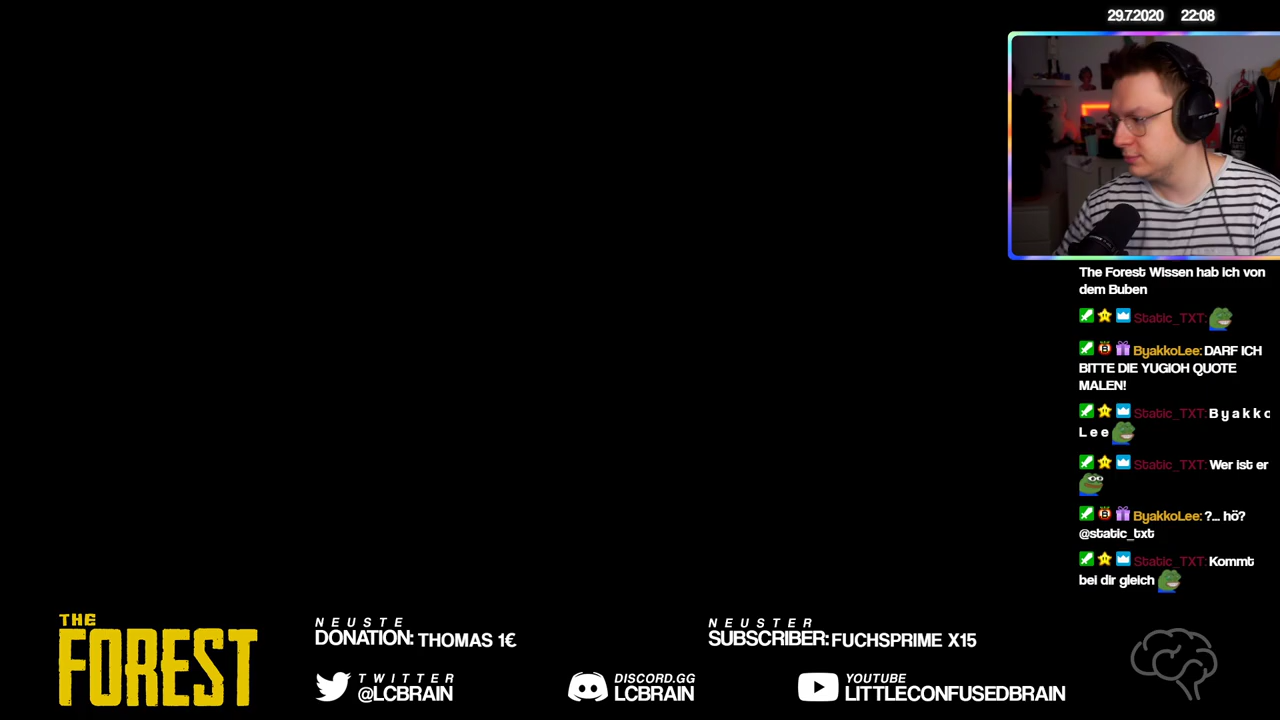 29.7.2020 22:08
The Forest Wissen hab ich von
dem Buben
Static_TXT:
ByakkoLee: DARF ICH
BITTE DIE YUGIOH QUOTE
MALEN!
Static_TXT: B y a k k o
L e e
Static_TXT: Wer ist er
ByakkoLee: ?... hö?
@static_txt
Static_TXT: Kommt
bei dir gleich
THE
FOREST
NEUSTE
DONATION: THOMAS 1€
NEUSTER
SUBSCRIBER: FUCHSPRIME X15
TWITTER
@LCBRAIN
DISCORD.GG
LCBRAIN
YOUTUBE
LITTLECONFUSEDBRAIN